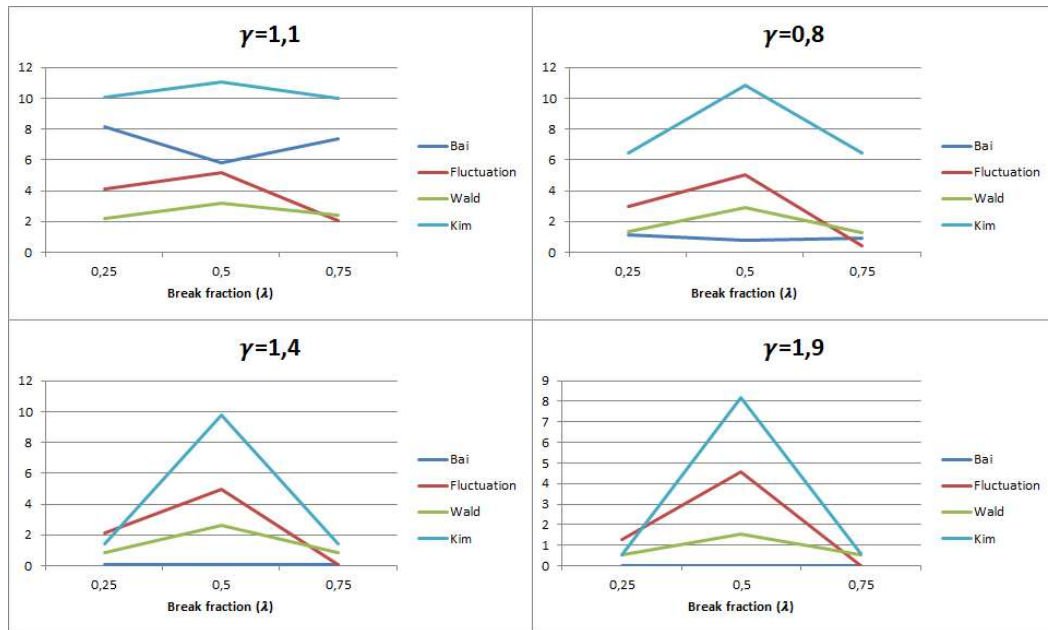 γ=1,1
12
10
8
6
4
2
0
0,25 0,5 0,75
Break fraction (λ)
Bai
Fluctuation
Wald
Kim
γ=0,8
12
10
8
6
4
2
0
0,25 0,5 0,75
Break fraction (λ)
Bai
Fluctuation
Wald
Kim
γ=1,4
12
10
8
6
4
2
0
0,25 0,5 0,75
Break fraction (λ)
Bai
Fluctuation
Wald
Kim
γ=1,9
9
8
7
6
5
4
3
2
1
0
0,25 0,5 0,75
Break fraction (λ)
Bai
Fluctuation
Wald
Kim